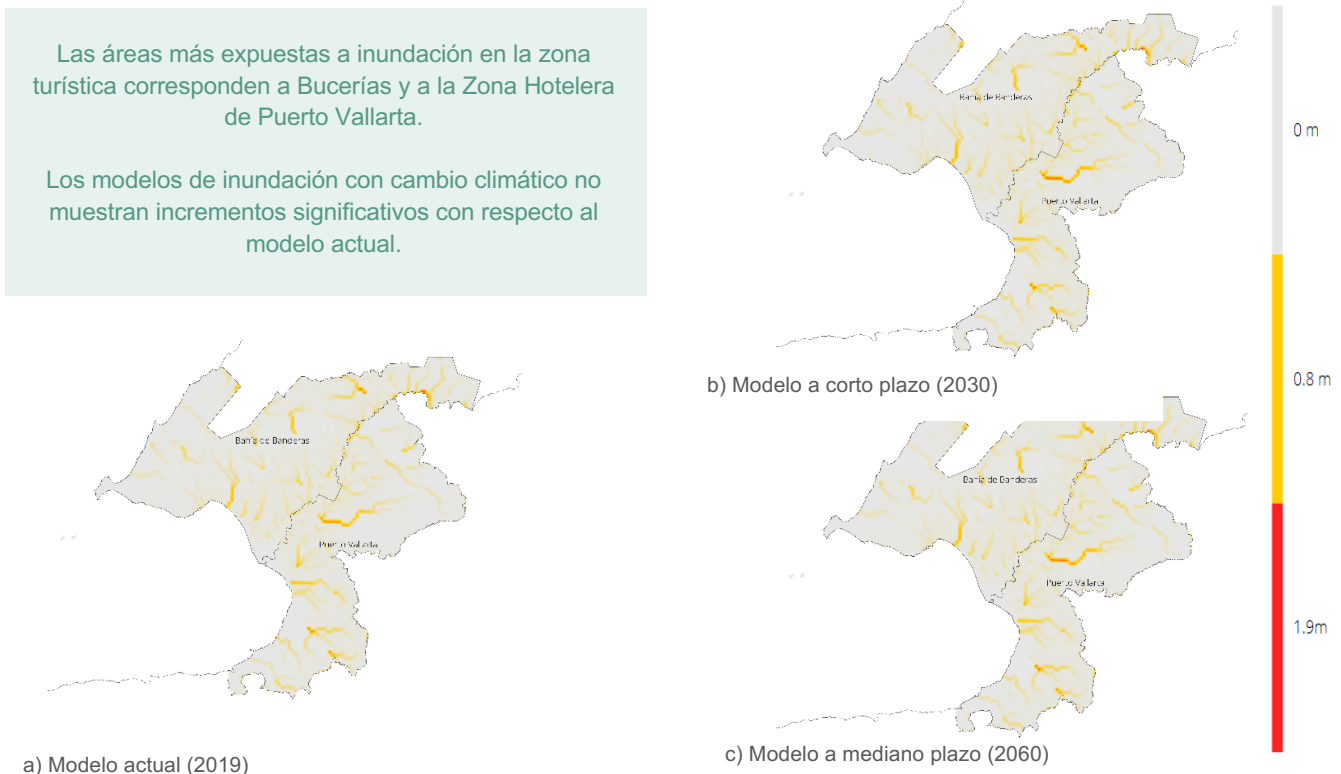 Las áreas más expuestas a inundación en la zona
turística corresponden a Bucerías y a la Zona Hotelera
de Puerto Vallarta.
Los modelos de inundación con cambio climático no
muestran incrementos significativos con respecto al
modelo actual.
Bahía de Banderas
Puerto Vallarta
b) Modelo a corto plazo (2030)
Bahía de Banderas
Puerto Vallarta
a) Modelo actual (2019)
Bahía de Banderas
Puerto Vallarta
c) Modelo a mediano plazo (2060)
0 m
0.8 m
1.9m